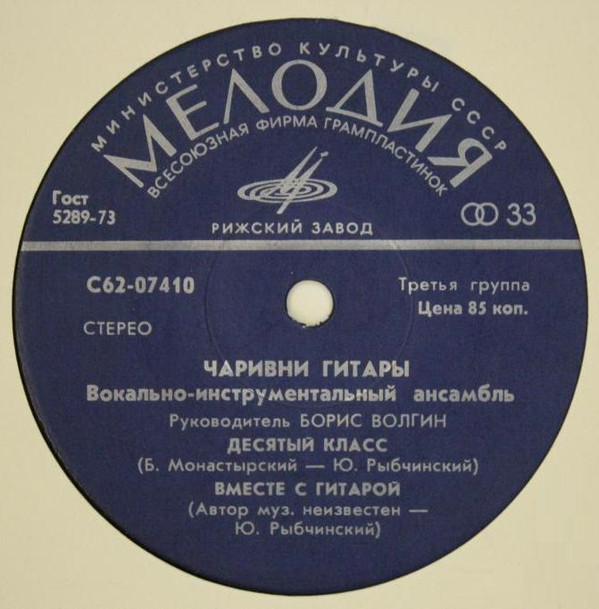 МИНИСТЕРСТВО КУЛЬТУРЫ СССР
МЕЛОДИЯ
ВСЕСОЮЗНАЯ ФИРМА ГРАМПЛАСТИНОК
Гост
5289-73
33
РИЖСКИЙ ЗАВОД
С62-07410
Третья группа
Цена 85 коп.
СТЕРЕО
ЧАРИВНИ ГИТАРЫ
Вокально-инструментальный ансамбль
Руководитель БОРИС ВОЛГИН
ДЕСЯТЫЙ КЛАСС
(Б. Монастырский — Ю. Рыбчинский)
ВМЕСТЕ С ГИТАРОЙ
(Автор муз. неизвестен —
Ю. Рыбчинский)